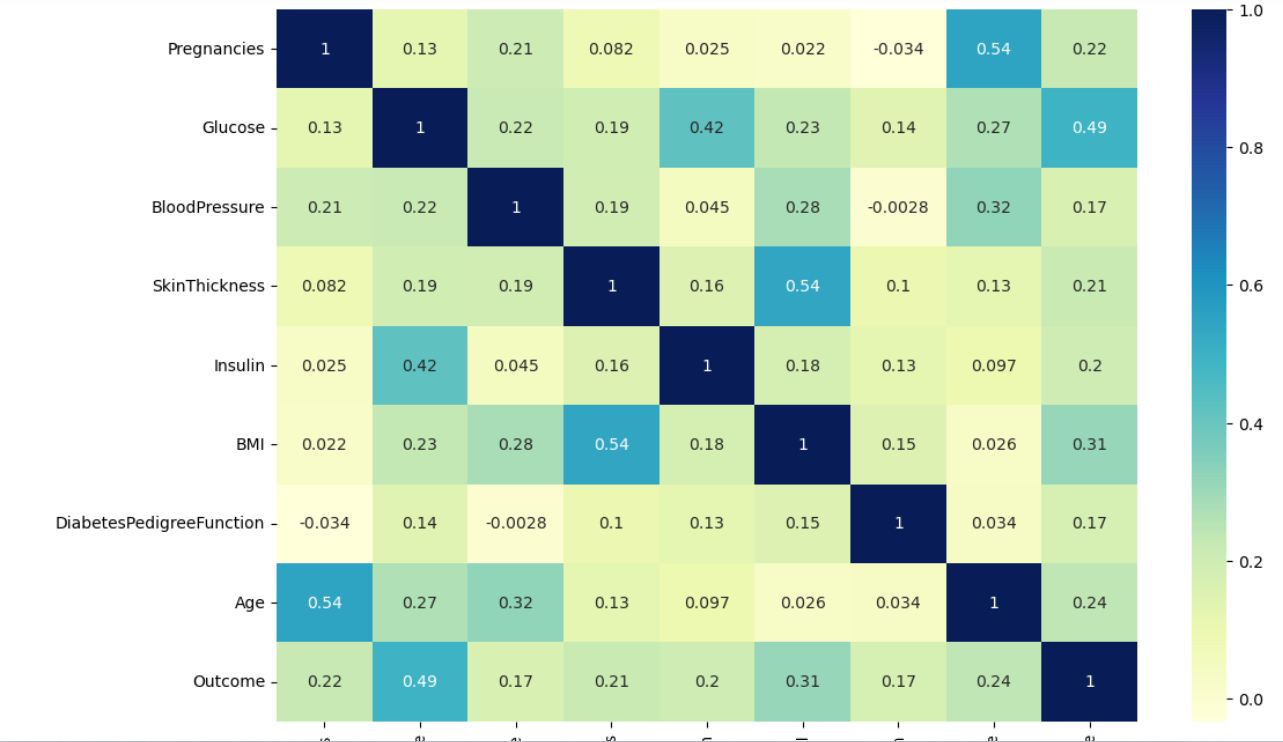 Pregnancies 1 0.13 0.21 0.082 0.025 0.022 -0.034 0.54 0.22
Glucose 0.13 1 0.22 0.19 0.42 0.23 0.14 0.27 0.49
BloodPressure 0.21 0.22 1 0.19 0.045 0.28 -0.0028 0.32 0.17
SkinThickness 0.082 0.19 0.19 1 0.16 0.54 0.1 0.13 0.21
Insulin 0.025 0.42 0.045 0.16 1 0.18 0.13 0.097 0.2
BMI 0.022 0.23 0.28 0.54 0.18 1 0.15 0.026 0.31
DiabetesPedigreeFunction -0.034 0.14 -0.0028 0.1 0.13 0.15 1 0.034 0.17
Age 0.54 0.27 0.32 0.13 0.097 0.026 0.034 1 0.24
Outcome 0.22 0.49 0.17 0.21 0.2 0.31 0.17 0.24 1
1.0
0.8
0.6
0.4
0.2
0.0